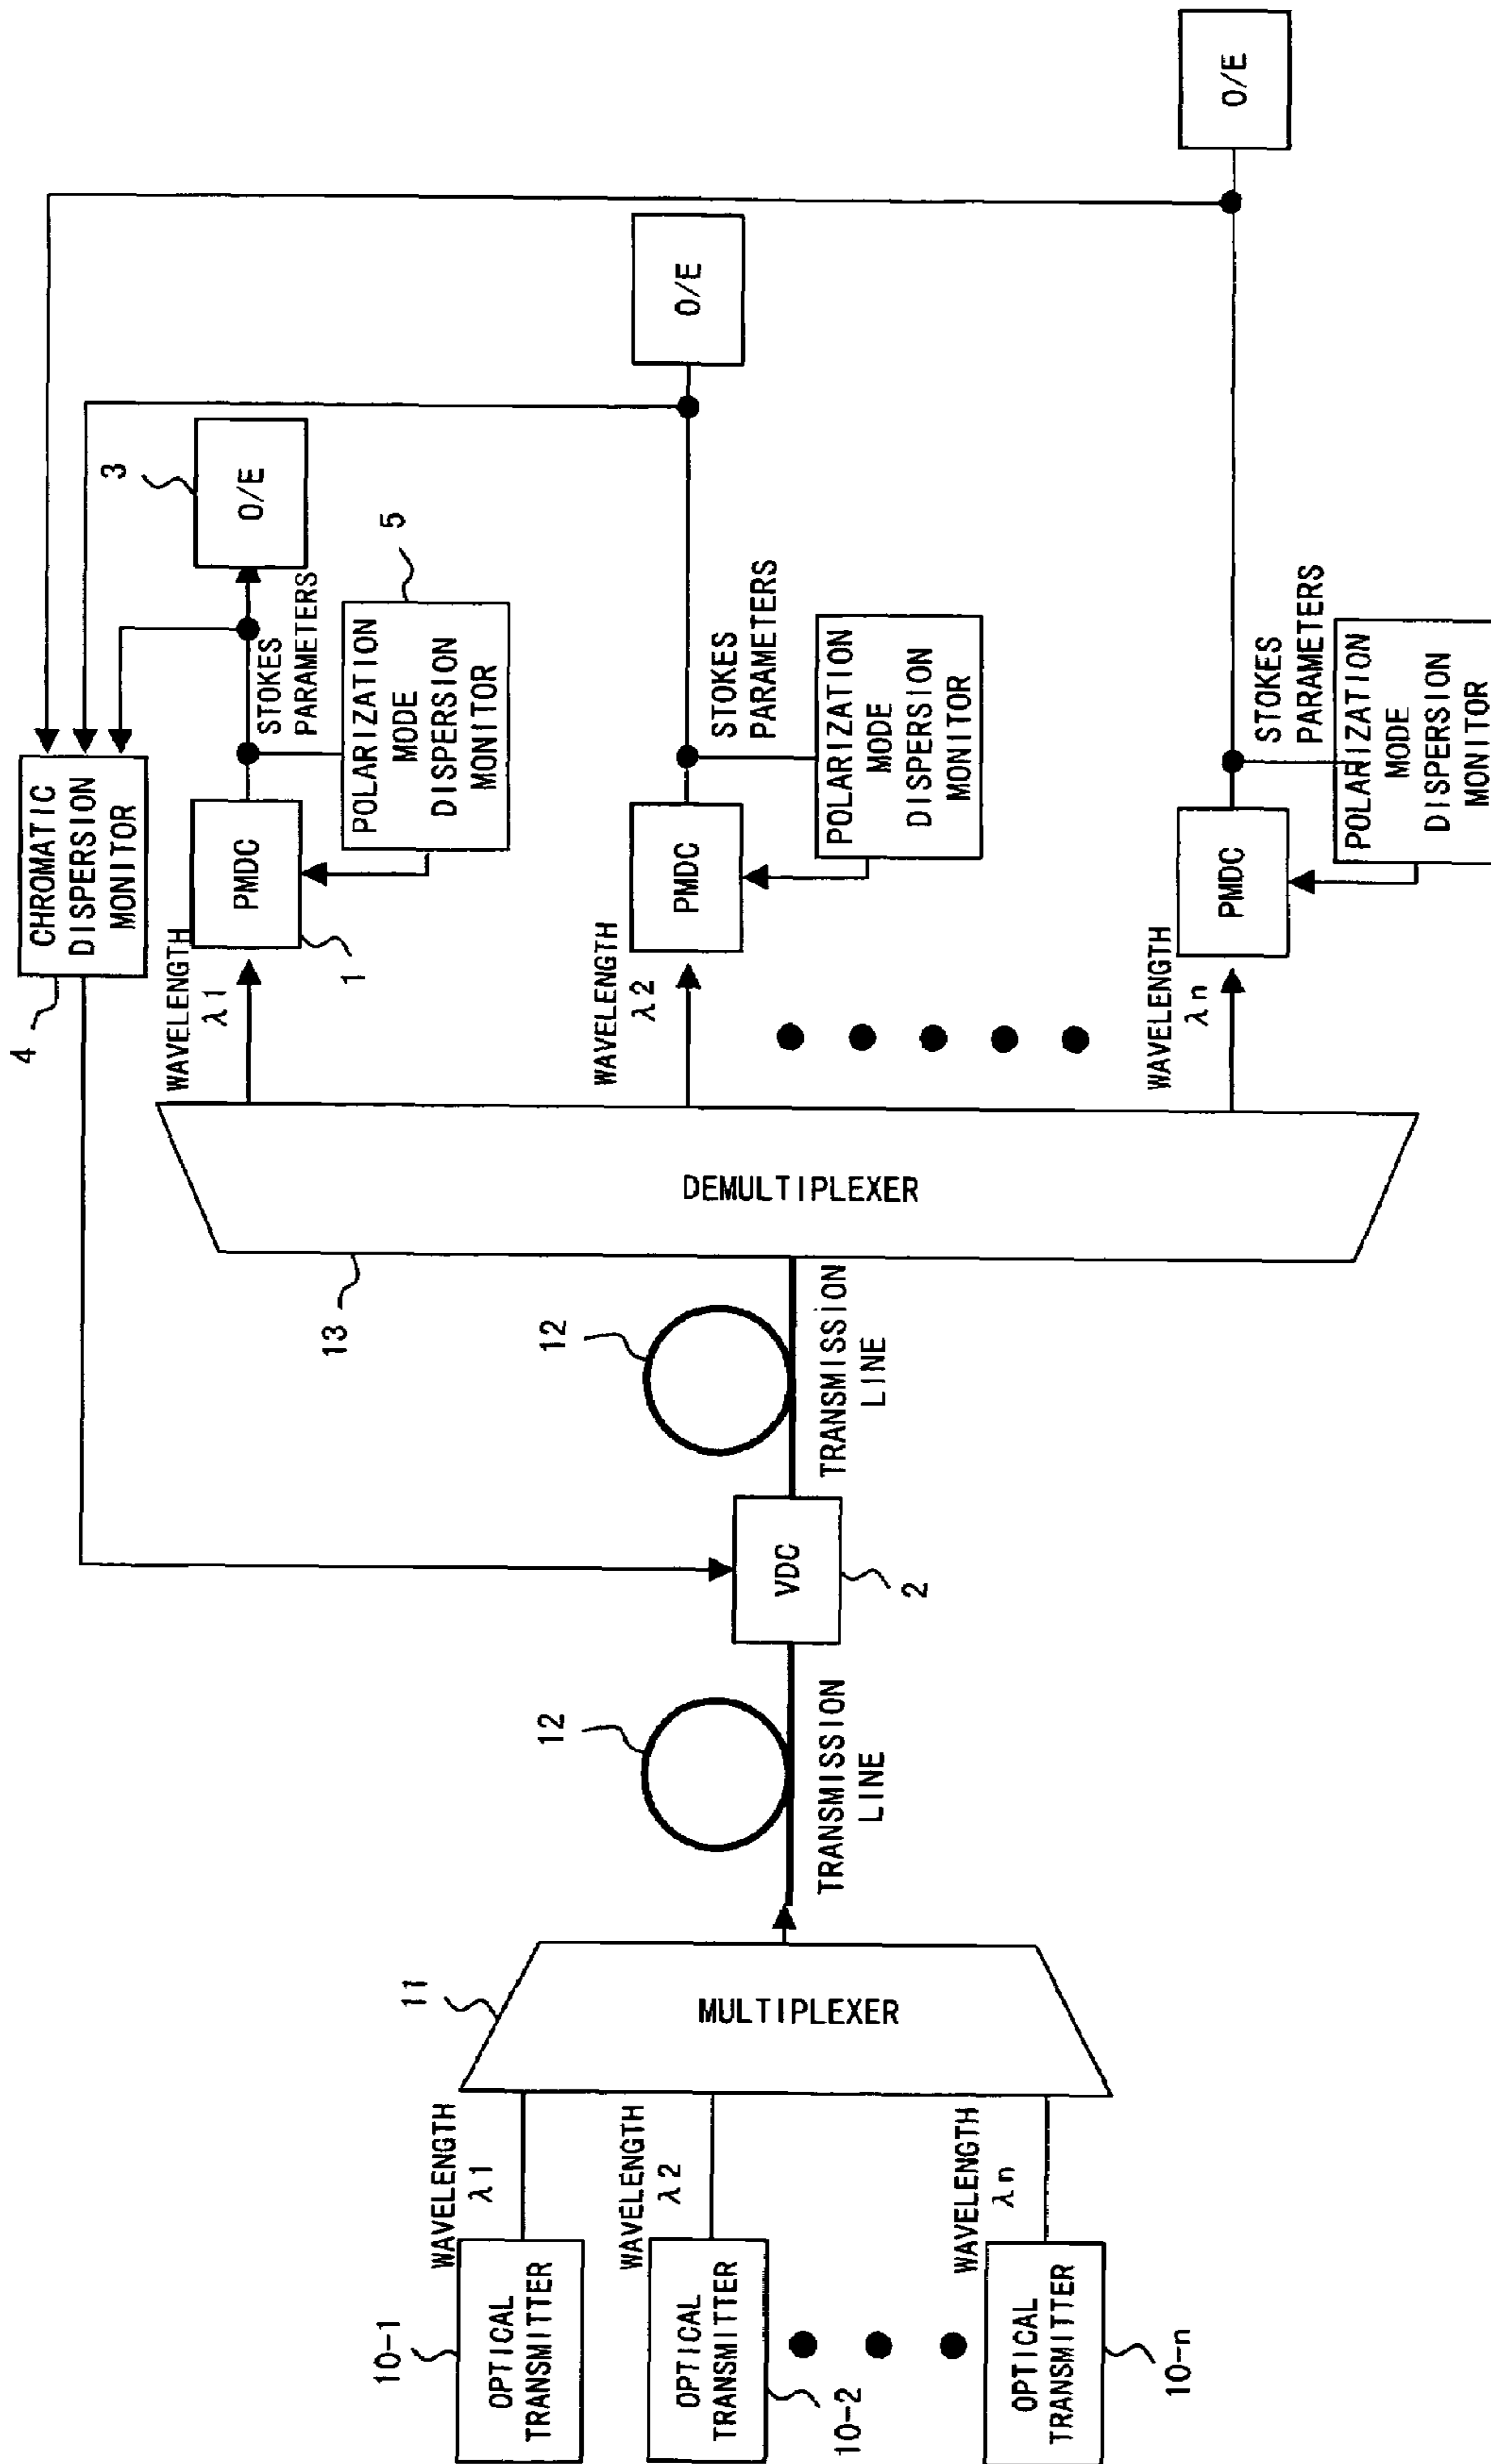 10-1
OPTICAL
TRANSMITTER
WAVELENGTH
λ1
10-2
OPTICAL
TRANSMITTER
WAVELENGTH
λ2
10-n
OPTICAL
TRANSMITTER
WAVELENGTH
λn
11
MULTIPLEXER
12
TRANSMISSION
LINE
VDC
2
12
TRANSMISSION
LINE
13
DEMULTIPLEXER
4
CHROMATIC
DISPERSION
MONITOR
WAVELENGTH
λ1
PMDC
1
STOKES
PARAMETERS
POLARIZATION
MODE
DISPERSION
MONITOR
5
3
O/E
WAVELENGTH
λ2
PMDC
STOKES
PARAMETERS
POLARIZATION
MODE
DISPERSION
MONITOR
O/E
WAVELENGTH
λn
PMDC
STOKES
PARAMETERS
POLARIZATION
MODE
DISPERSION
MONITOR
O/E